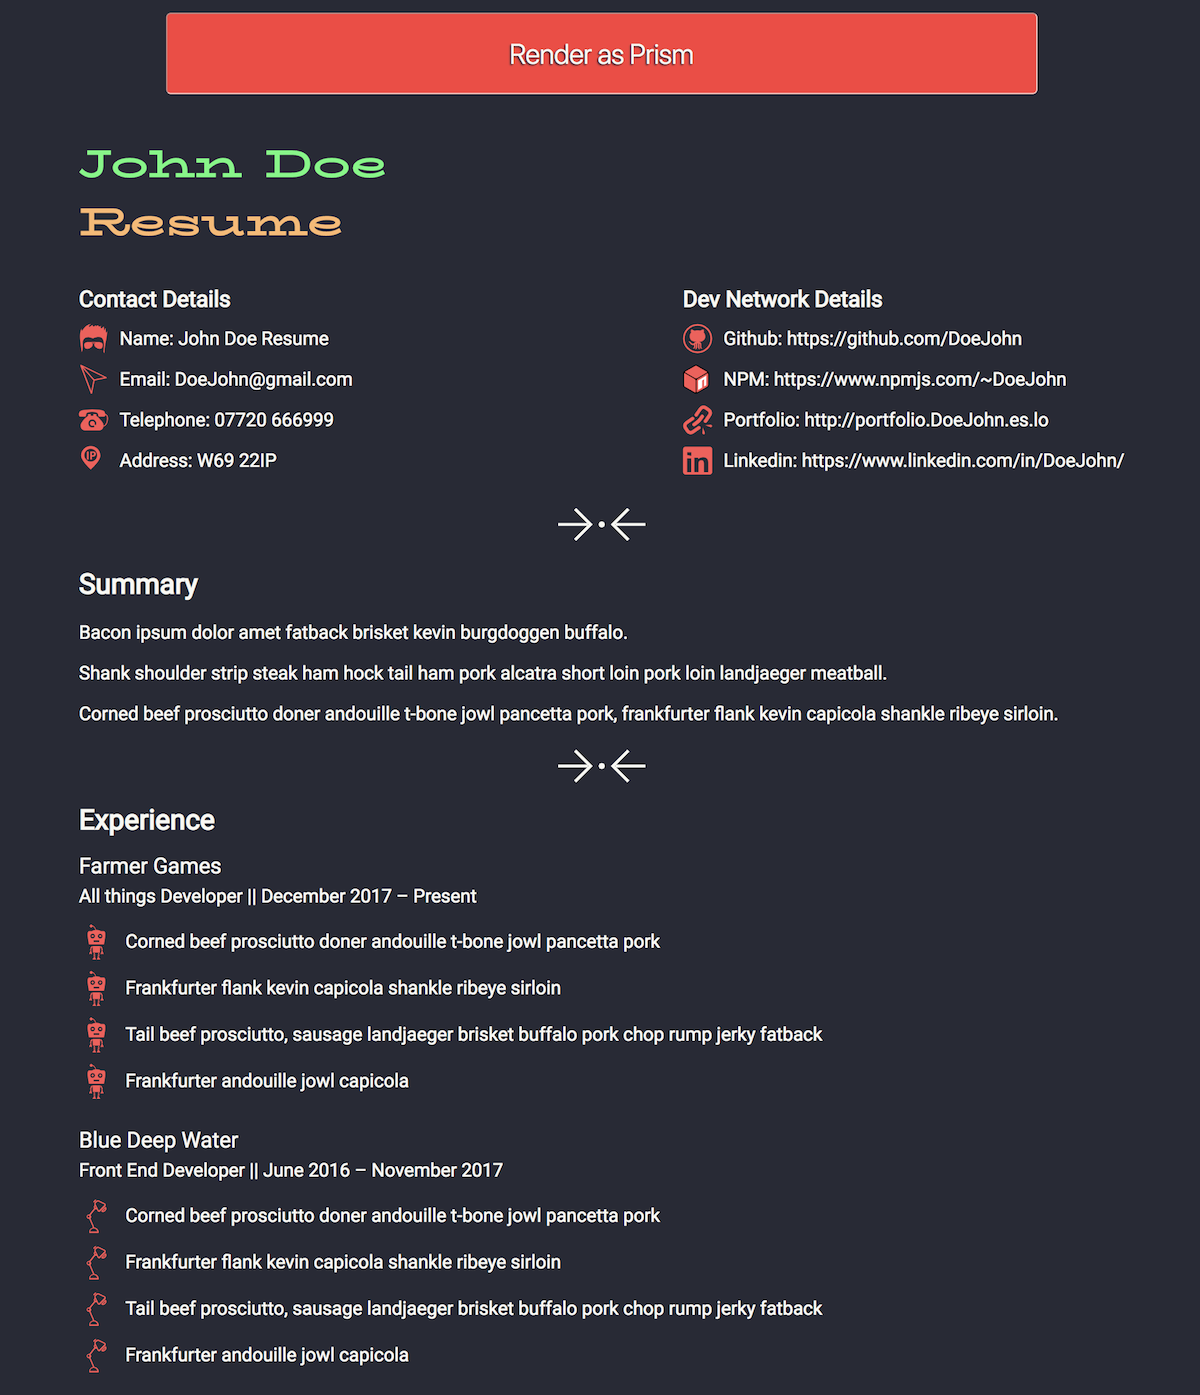 Render as Prism
John Doe
Resume
Contact Details
Name: John Doe Resume
Email: DoeJohn@gmail.com
Telephone: 07720 666999
IP
Address: W69 22IP
Dev Network Details
Github: https://github.com/DoeJohn
n
NPM: https://www.npmjs.com/~DoeJohn
Portfolio: http://portfolio.DoeJohn.es.lo
in
Linkedin: https://www.linkedin.com/in/DoeJohn/
Summary
Bacon ipsum dolor amet fatback brisket kevin burgdoggen buffalo.
Shank shoulder strip steak ham hock tail ham pork alcatra short loin pork loin landjaeger meatball.
Corned beef prosciutto doner andouille t-bone jowl pancetta pork, frankfurter flank kevin capicola shankle ribeye sirloin.
Experience
Farmer Games
All things Developer || December 2017 – Present
Corned beef prosciutto doner andouille t-bone jowl pancetta pork
Frankfurter flank kevin capicola shankle ribeye sirloin
Tail beef prosciutto, sausage landjaeger brisket buffalo pork chop rump jerky fatback
Frankfurter andouille jowl capicola
Blue Deep Water
Front End Developer || June 2016 – November 2017
Corned beef prosciutto doner andouille t-bone jowl pancetta pork
Frankfurter flank kevin capicola shankle ribeye sirloin
Tail beef prosciutto, sausage landjaeger brisket buffalo pork chop rump jerky fatback
Frankfurter andouille jowl capicola